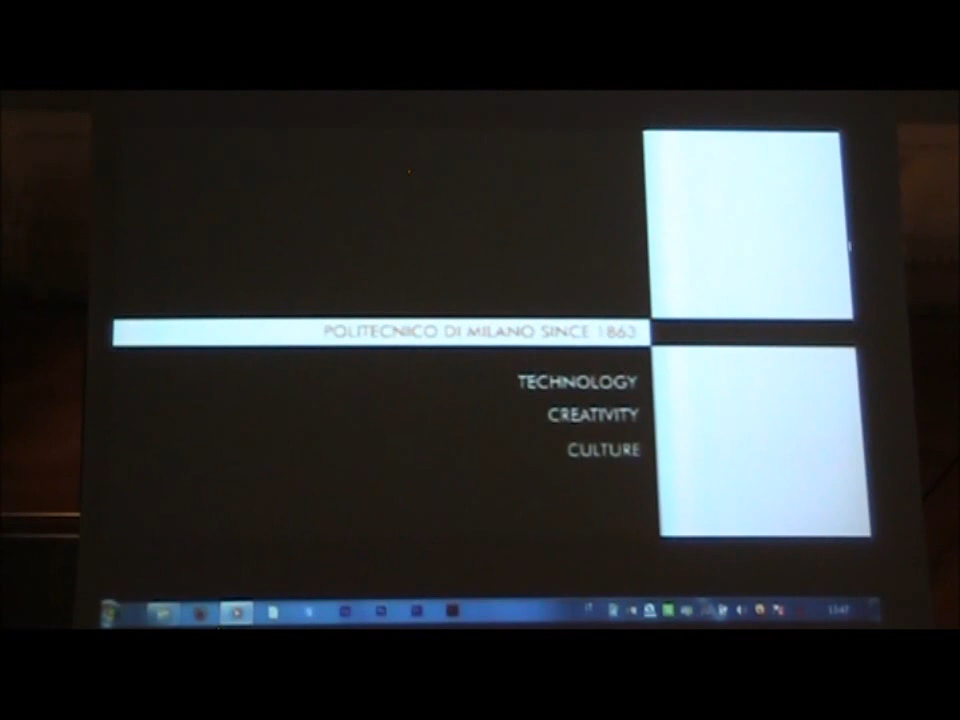 POLITECNICO DI MILANO SINCE 1863
TECHNOLOGY
CREATIVITY
CULTURE